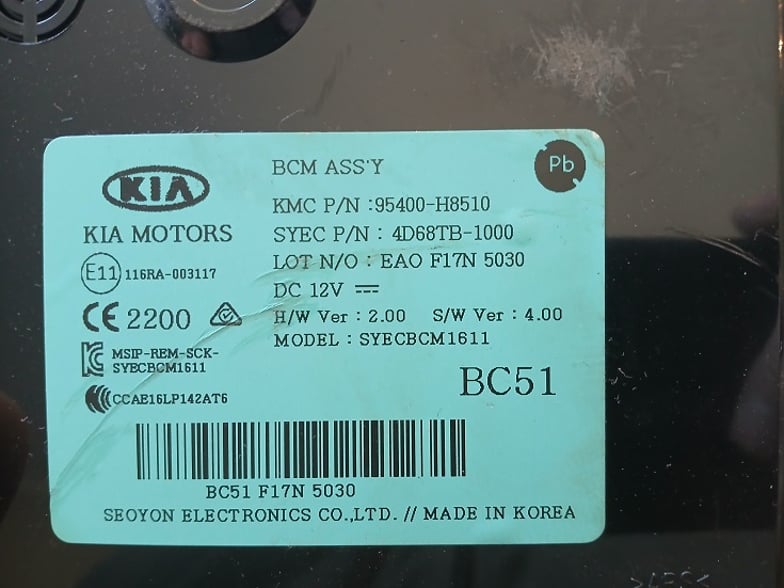 KIA
KIA MOTORS
E11 116RA-003117
CE 2200
MSIP-REM-SCK-
SYECBCM1611
CCAE16LP142AT6
BCM ASS'Y
Pb
KMC P/N :95400-H8510
SYEC P/N : 4D68TB-1000
LOT N/O : EAO F17N 5030
DC 12V
H/W Ver : 2.00 S/W Ver : 4.00
MODEL : SYECBCM1611
BC51
BC51 F17N 5030
SEOYON ELECTRONICS CO.,LTD. // MADE IN KOREA